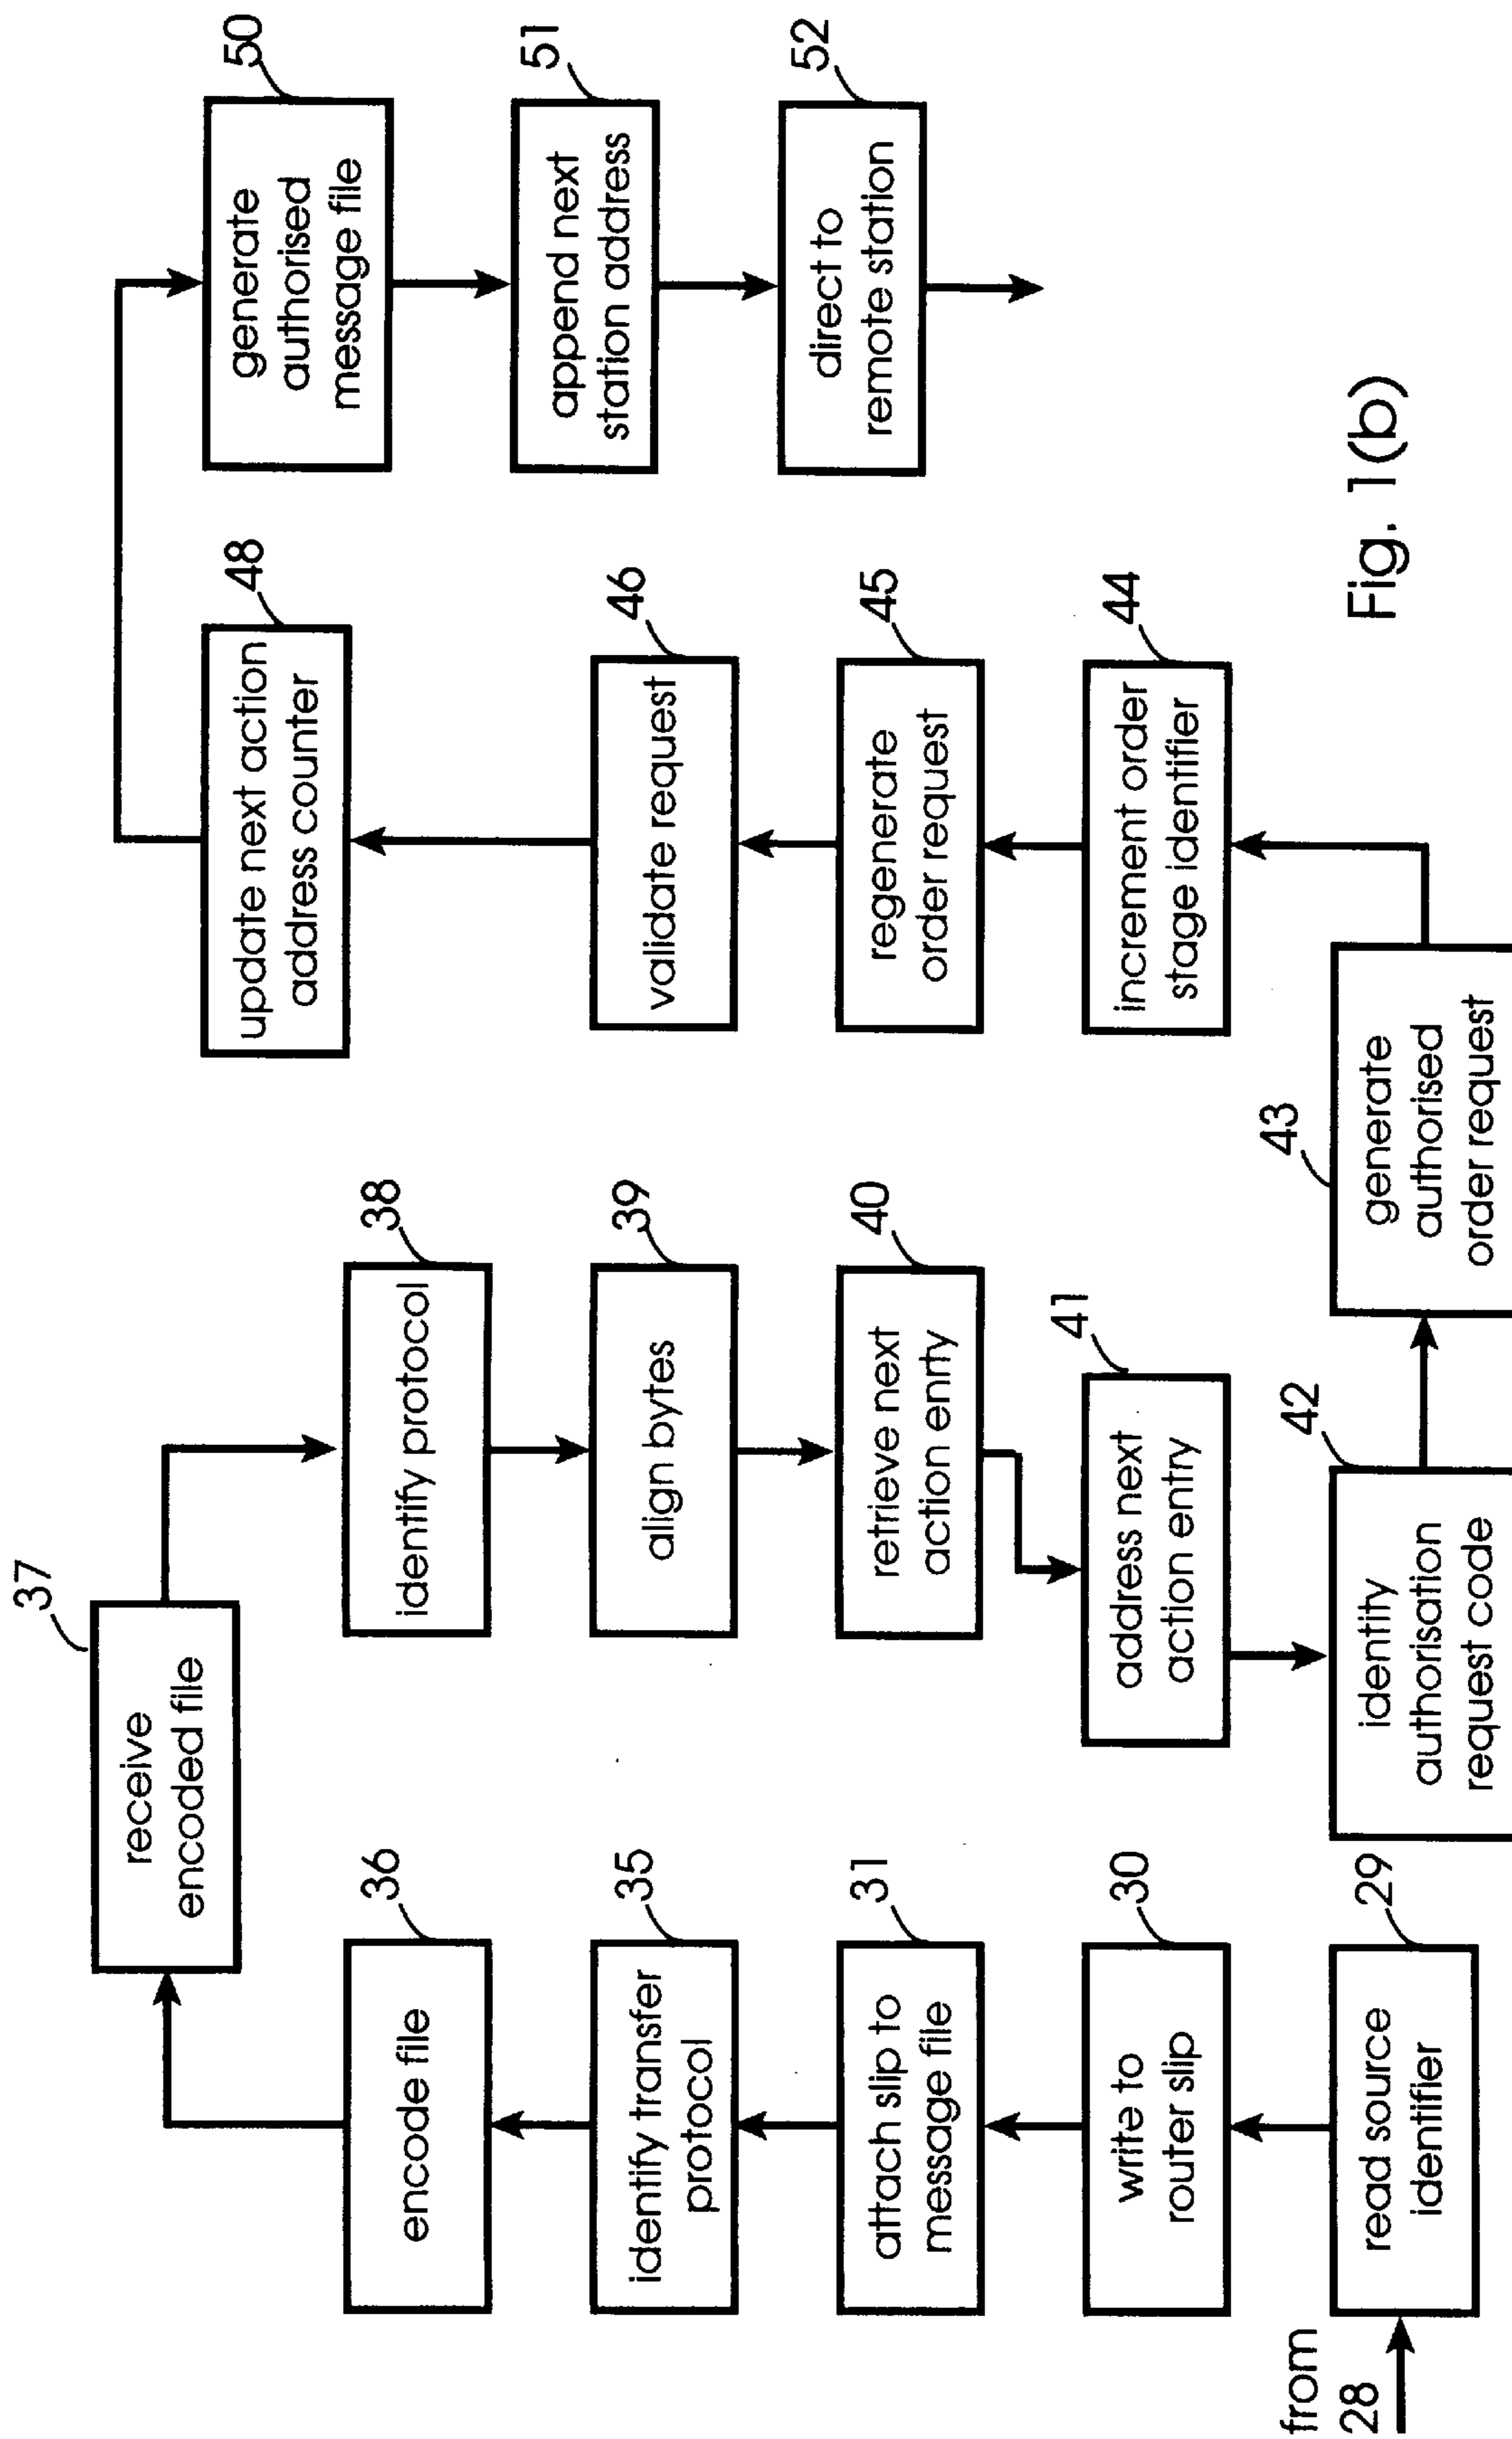 from
28
read source
identifier
29
write to
router slip
30
attach slip to
message file
31
identify transfer
protocol
35
encode file
36
receive
encoded file
37
identify protocol
38
align bytes
39
retrieve next
action enrty
40
address next
action entry
41
identity
authorisation
request code
42
generate
authorised
order request
43
increment order
stage identifier
44
regenerate
order request
45
validate request
46
update next action
address counter
48
generate
authorised
message file
50
append next
station address
51
direct to
remote station
52
Fig. 1(b)